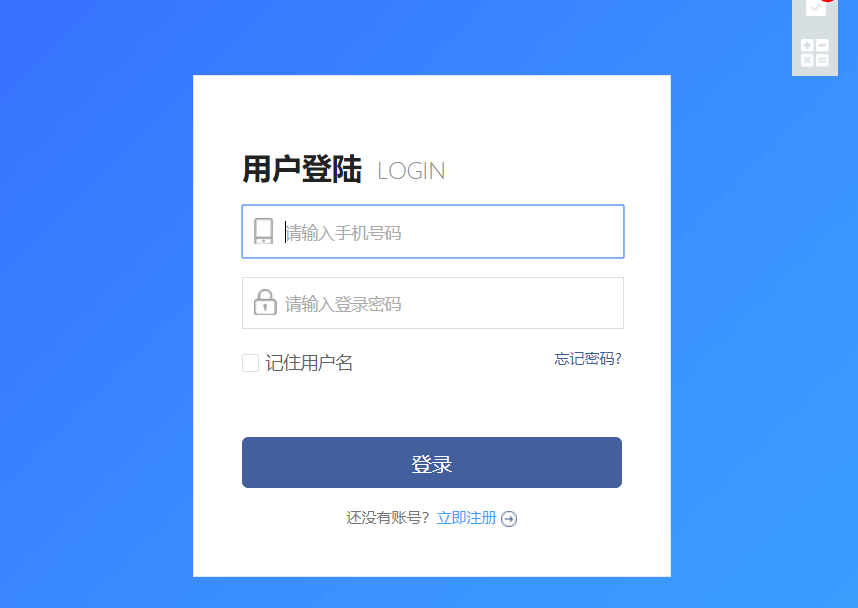 用户登陆 LOGIN
请输入手机号码
请输入登录密码
记住用户名 忘记密码?
登录
还没有账号? 立即注册